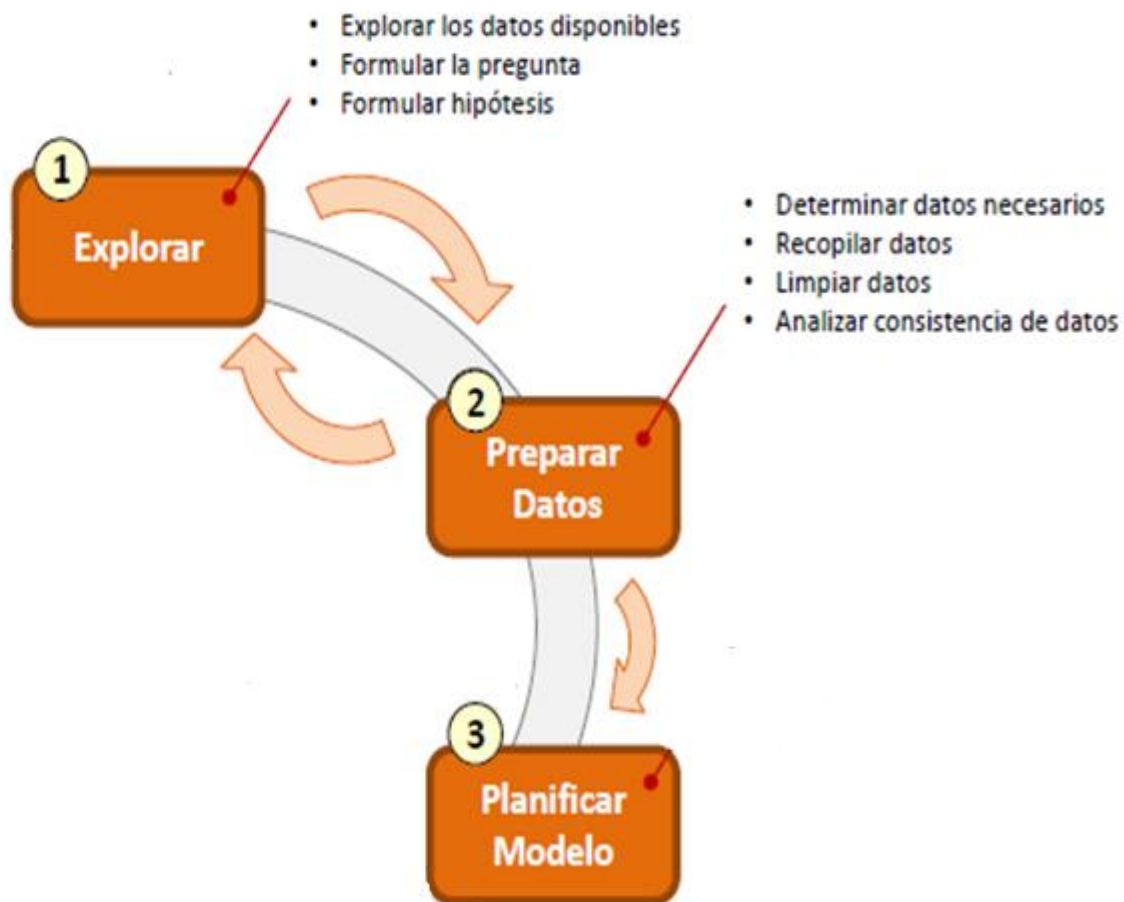 • Explorar los datos disponibles
• Formular la pregunta
• Formular hipótesis
1
Explorar
• Determinar datos necesarios
• Recopilar datos
• Limpiar datos
• Analizar consistencia de datos
2
Preparar
Datos
3
Planificar
Modelo